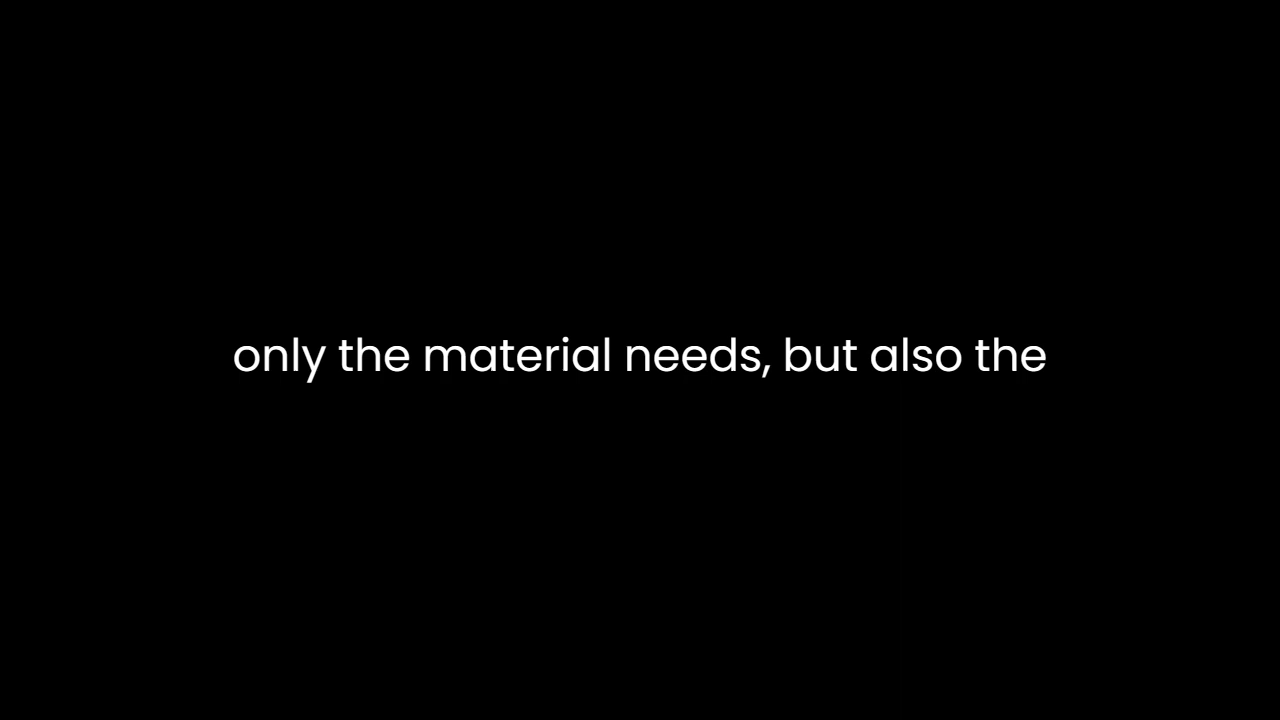 only the material needs, but also the